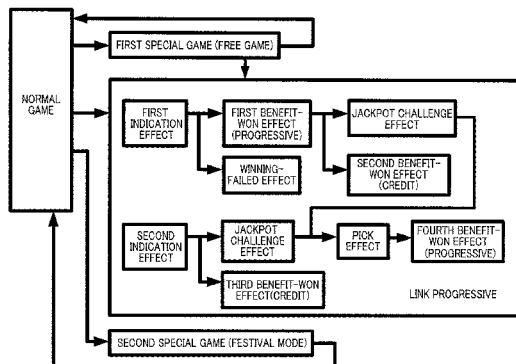 FIRST SPECIAL GAME (FREE GAME)
NORMAL
GAME
FIRST
INDICATION
EFFECT
FIRST BENEFIT-
WON EFFECT
(PROGRESSIVE)
JACKPOT CHALLENGE
EFFECT
WINNING-
FAILED EFFECT
SECOND BENEFIT-
WON EFFECT
(CREDIT)
SECOND
INDICATION
EFFECT
JACKPOT
CHALLENGE
EFFECT
PICK
EFFECT
FOURTH BENEFIT-
WON EFFECT
(PROGRESSIVE)
THIRD BENEFIT-WON
EFFECT(CREDIT)
LINK PROGRESSIVE
SECOND SPECIAL GAME (FESTIVAL MODE)